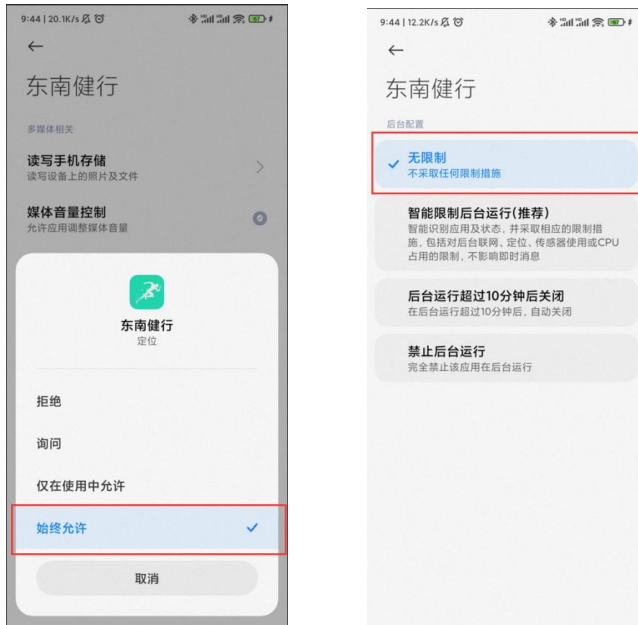 9:44 | 20.1K/s
67
东南健行
多媒体相关
读写手机存储
读写设备上的照片及文件
媒体音量控制
允许应用调整媒体音量
东南健行
定位
拒绝
询问
仅在使用中允许
始终允许
取消
9:44 | 12.2K/s
67
东南健行
后台配置
无限制
不采取任何限制措施
智能限制后台运行(推荐)
智能识别应用及状态，并采取相应的限制措
施，包括对后台联网、定位、传感器使用或CPU
占用的限制，不影响即时消息
后台运行超过10分钟后关闭
在后台运行超过10分钟后，自动关闭
禁止后台运行
完全禁止该应用在后台运行